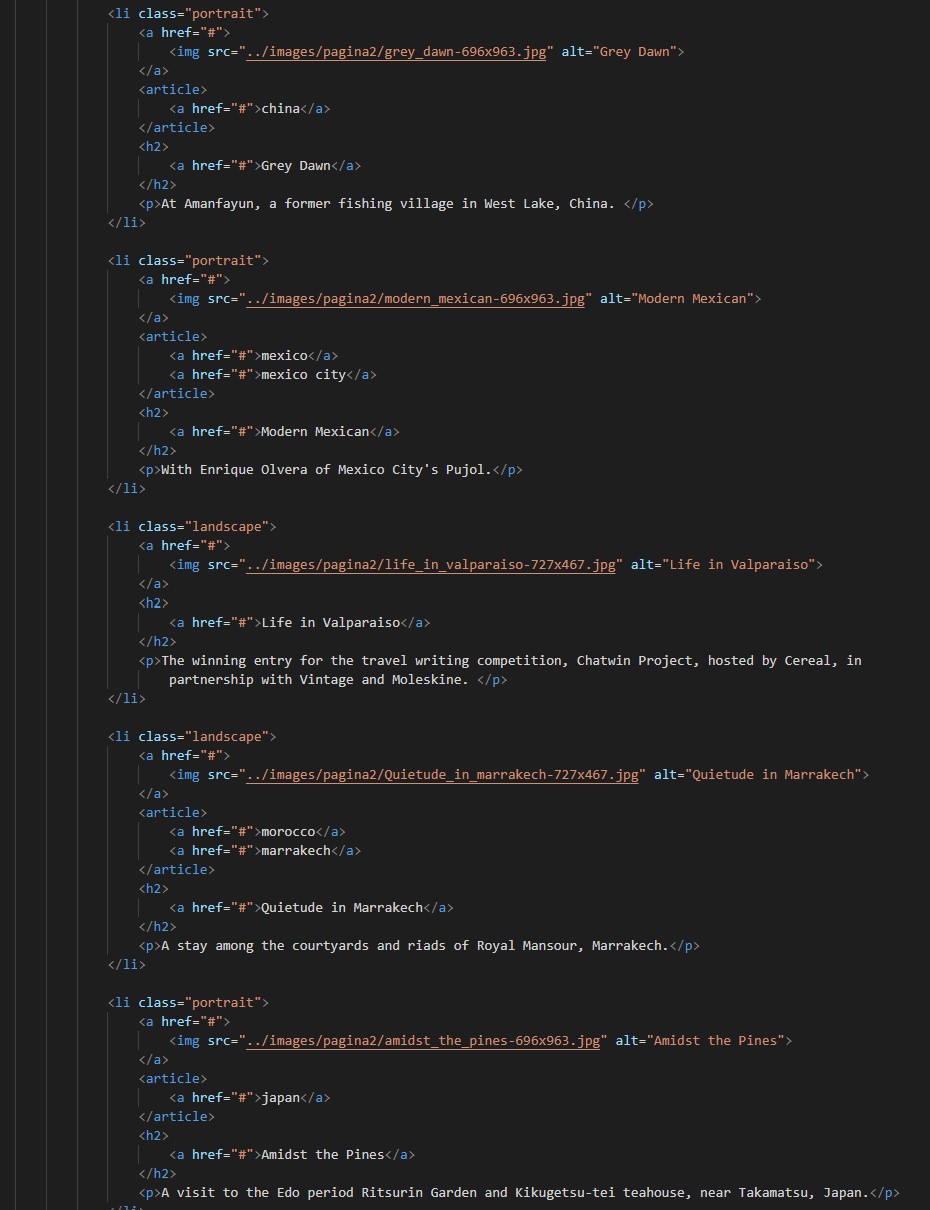 <li class="portrait">
<a href="#">
<img src="../images/pagina2/grey_dawn-696x963.jpg" alt="Grey Dawn">
</a>
<article>
<a href="#">china</a>
</article>
<h2>
<a href="#">Grey Dawn</a>
</h2>
<p>At Amanfayun, a former fishing village in West Lake, China. </p>
</li>
<li class="portrait">
<a href="#">
<img src="../images/pagina2/modern_mexican-696x963.jpg" alt="Modern Mexican">
</a>
<article>
<a href="#">mexico</a>
<a href="#">mexico city</a>
</article>
<h2>
<a href="#">Modern Mexican</a>
</h2>
<p>With Enrique Olvera of Mexico City's Pujol.</p>
</li>
<li class="landscape">
<a href="#">
<img src="../images/pagina2/life_in_valparaiso-727x467.jpg" alt="Life in Valparaiso">
</a>
<h2>
<a href="#">Life in Valparaiso</a>
</h2>
<p>The winning entry for the travel writing competition, Chatwin Project, hosted by Cereal, in
partnership with Vintage and Moleskine. </p>
</li>
<li class="landscape">
<a href="#">
<img src="../images/pagina2/Quietude_in_marrakech-727x467.jpg" alt="Quietude in Marrakech">
</a>
<article>
<a href="#">morocco</a>
<a href="#">marrakech</a>
</article>
<h2>
<a href="#">Quietude in Marrakech</a>
</h2>
<p>A stay among the courtyards and riads of Royal Mansour, Marrakech.</p>
</li>
<li class="portrait">
<a href="#">
<img src="../images/pagina2/amidst_the_pines-696x963.jpg" alt="Amidst the Pines">
</a>
<article>
<a href="#">japan</a>
</article>
<h2>
<a href="#">Amidst the Pines</a>
</h2>
<p>A visit to the Edo period Ritsurin Garden and Kikugetsu-tei teahouse, near Takamatsu, Japan.</p>